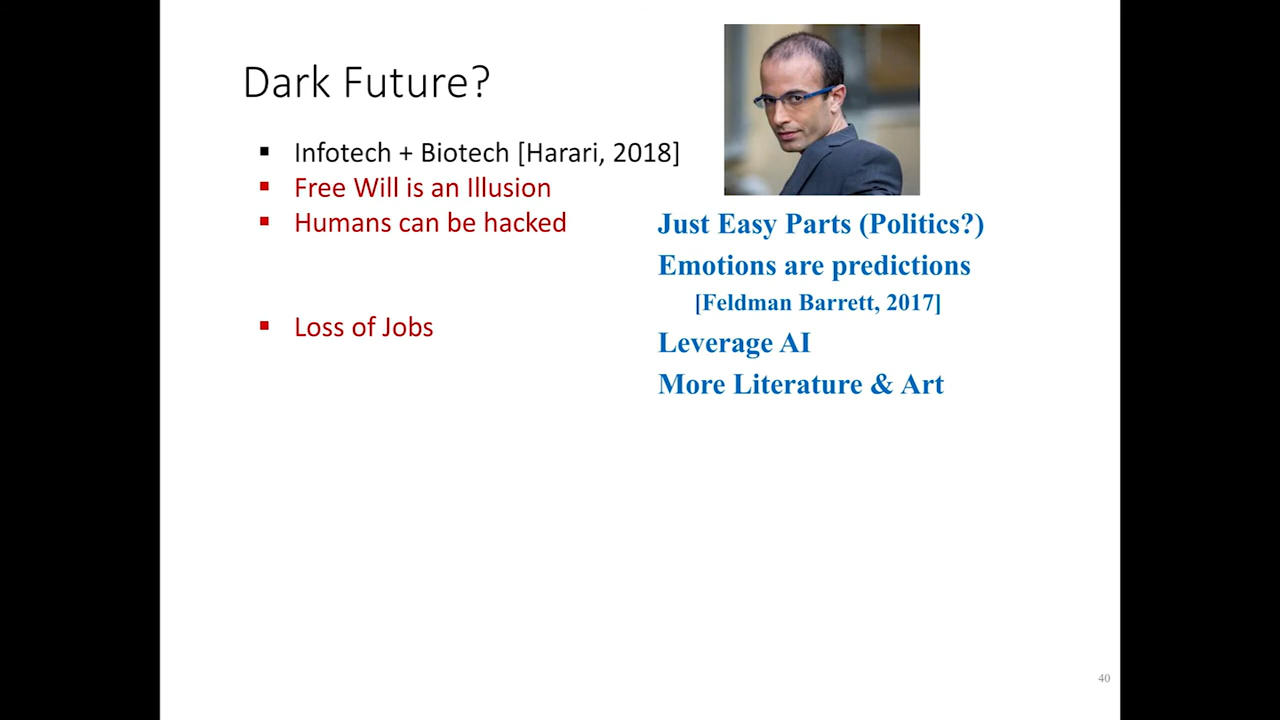 Dark Future?
▪ Infotech + Biotech [Harari, 2018]
▪ Free Will is an Illusion
▪ Humans can be hacked
Just Easy Parts (Politics?)
Emotions are predictions
[Feldman Barrett, 2017]
▪ Loss of Jobs
Leverage AI
More Literature & Art
40